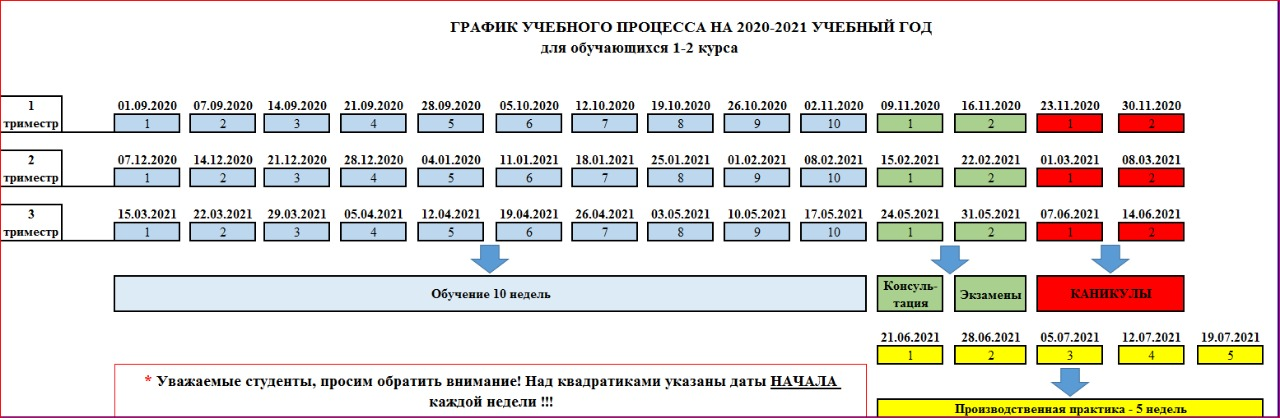 ГРАФИК УЧЕБНОГО ПРОЦЕССА НА 2020-2021 УЧЕБНЫЙ ГОД
для обучающихся 1-2 курса
1 триместр
01.09.2020 07.09.2020 14.09.2020 21.09.2020 28.09.2020 05.10.2020 12.10.2020 19.10.2020 26.10.2020 02.11.2020 09.11.2020 16.11.2020 23.11.2020 30.11.2020
1 2 3 4 5 6 7 8 9 10 1 2 1 2
2 триместр
07.12.2020 14.12.2020 21.12.2020 28.12.2020 04.01.2020 11.01.2021 18.01.2021 25.01.2021 01.02.2021 08.02.2021 15.02.2021 22.02.2021 01.03.2021 08.03.2021
1 2 3 4 5 6 7 8 9 10 1 2 1 2
3 триместр
15.03.2021 22.03.2021 29.03.2021 05.04.2021 12.04.2021 19.04.2021 26.04.2021 03.05.2021 10.05.2021 17.05.2021 24.05.2021 31.05.2021 07.06.2021 14.06.2021
1 2 3 4 5 6 7 8 9 10 1 2 1 2
Обучение 10 недель
Консуль-
тация
Экзамены
КАНИКУЛЫ
21.06.2021 28.06.2021 05.07.2021 12.07.2021 19.07.2021
1 2 3 4 5
* Уважаемые студенты, просим обратить внимание! Над квадратиками указаны даты НАЧАЛА
каждой недели !!!
Производственная практика - 5 недель